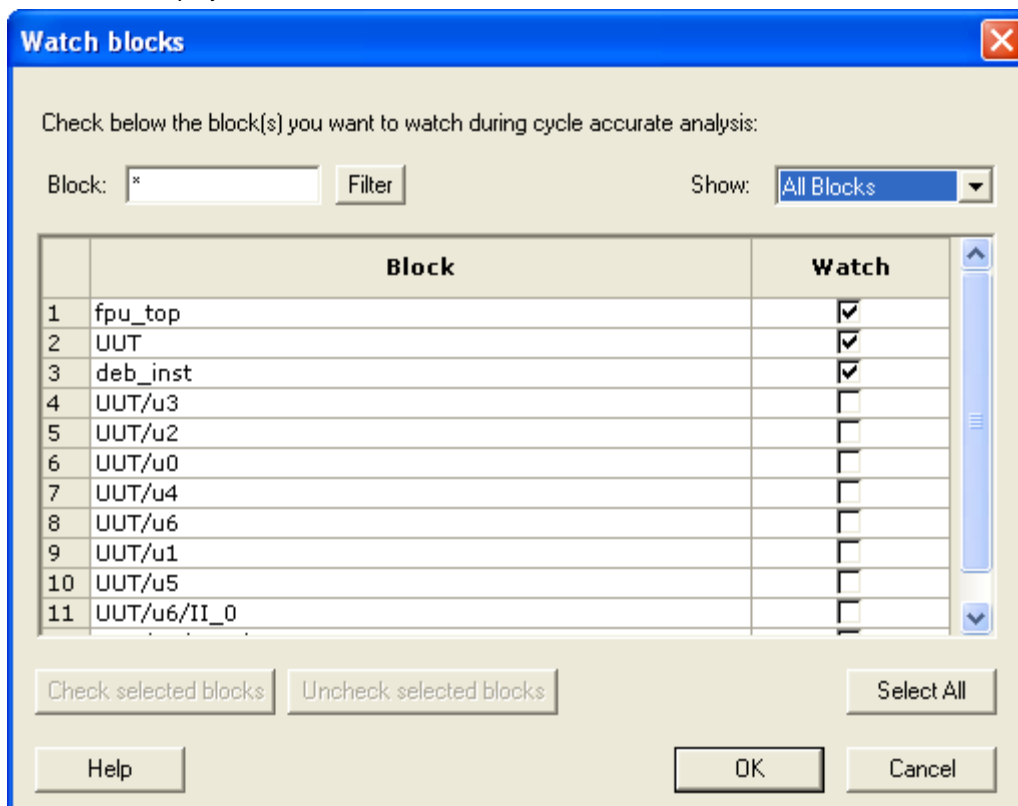 Watch blocks
Check below the block(s) you want to watch during cycle accurate analysis:
Block: * Filter Show: All Blocks
Block Watch
1 fpu_top
2 UUT
3 deb_inst
4 UUT/u3
5 UUT/u2
6 UUT/u0
7 UUT/u4
8 UUT/u6
9 UUT/u1
10 UUT/u5
11 UUT/u6/II_0
Check selected blocks Uncheck selected blocks Select All
Help OK Cancel